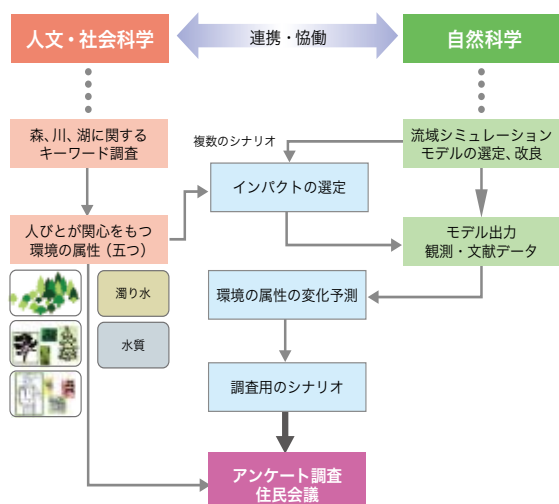 人文・社会科学
連携・恊働
自然科学
森、川、湖に関する
キーワード調査
複数のシナリオ
流域シミュレーション
モデルの選定、改良
インパクトの選定
人びとが関心をもつ
環境の属性（五つ）
モデル出力
観測・文献データ
濁り水
環境の属性の変化予測
水質
調査用のシナリオ
アンケート調査
住民会議